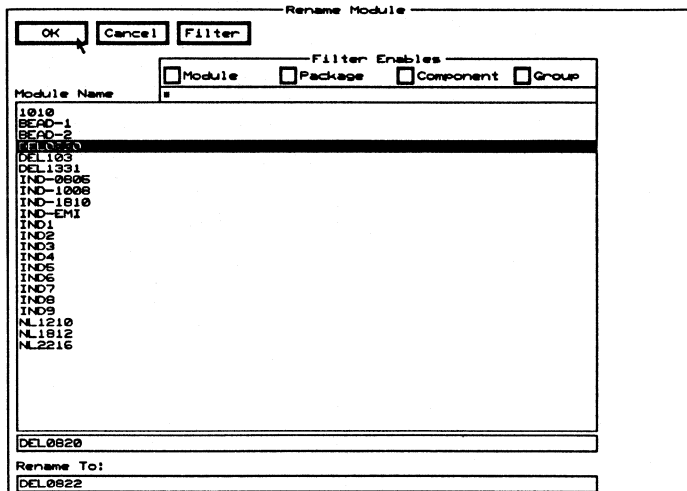 Rename Module
OK Cancel Filter
Filter Enables
Module Package Component Group
Module Name
1010
BEAD-1
BEAD-2
DEL0820
DEL103
DEL1331
IND-0805
IND-1008
IND-1810
IND-EMI
IND1
IND2
IND3
IND4
IND5
IND6
IND7
IND8
IND9
NL1210
NL1812
NL2216
DEL0820
Rename To:
DEL0822